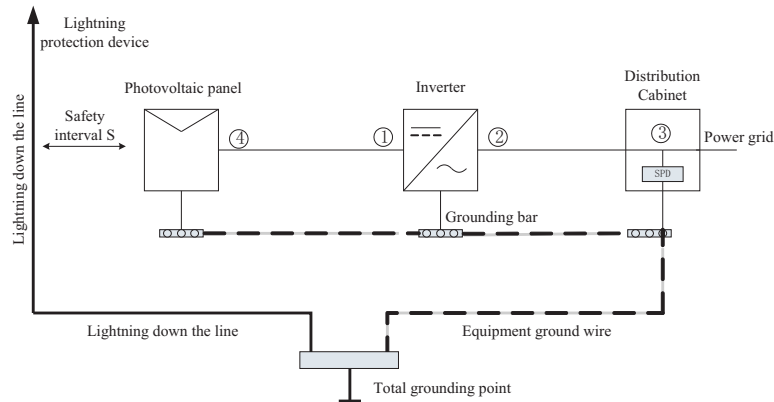 Lightning
protection device
Photovoltaic panel
Inverter
Distribution
Cabinet
Safety
interval S
④
①
②
③
Power grid
SPD
Lightning down the line
Grounding bar
Lightning down the line
Equipment ground wire
Total grounding point